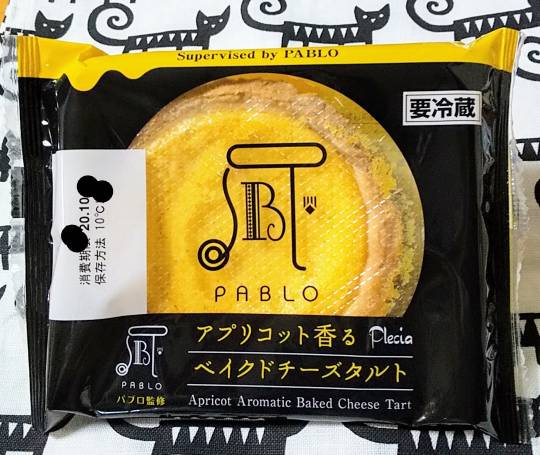 Supervised by PABLO
要冷蔵
消費期限 20.10
保存方法 10℃
PABLO
PABLO
パブロ監修
アプリコット香る Plecia
ベイクドチーズタルト
Apricot Aromatic Baked Cheese Tart